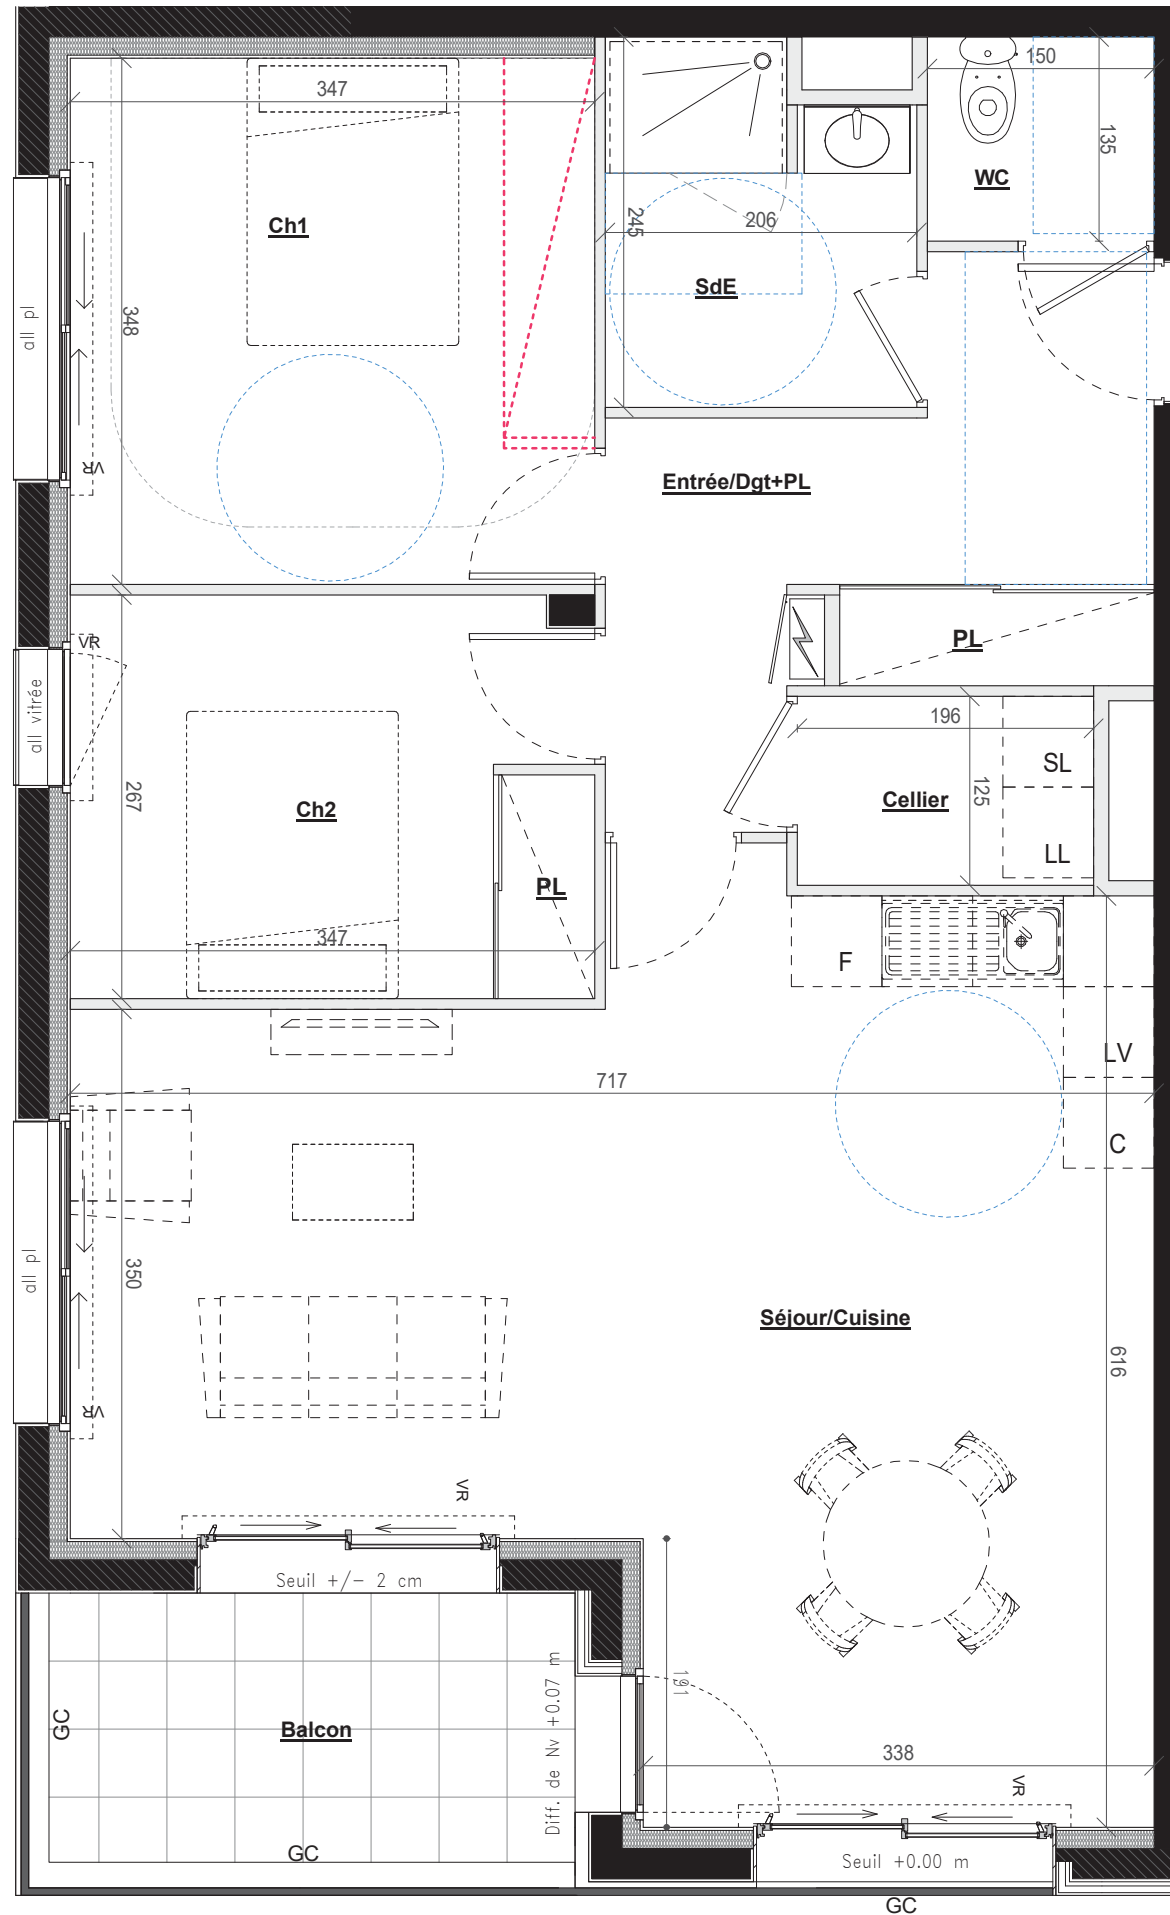 347
150
135
WC
Ch1
245
206
SdE
all pl
348
VR
Entrée/Dgt+PL
PL
VR
all vitrée
196
SL
125
Cellier
LL
267
Ch2
PL
347
F
LV
717
C
all pl
350
Séjour/Cuisine
616
VR
VR
Seuil +/- 2 cm
191
Diff. de Nv +0.07 m
GC
Balcon
338
VR
GC
Seuil +0.00 m
GC